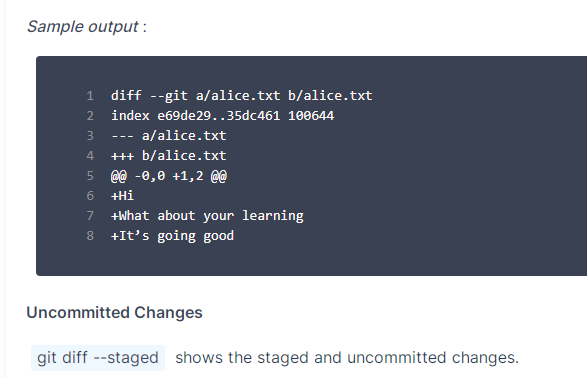 Sample output :
1 diff --git a/alice.txt b/alice.txt
2 index e69de29..35dc461 100644
3 --- a/alice.txt
4 +++ b/alice.txt
5 @@ -0,0 +1,2 @@
6 +Hi
7 +What about your learning
8 +It’s going good
Uncommitted Changes
git diff --staged shows the staged and uncommitted changes.